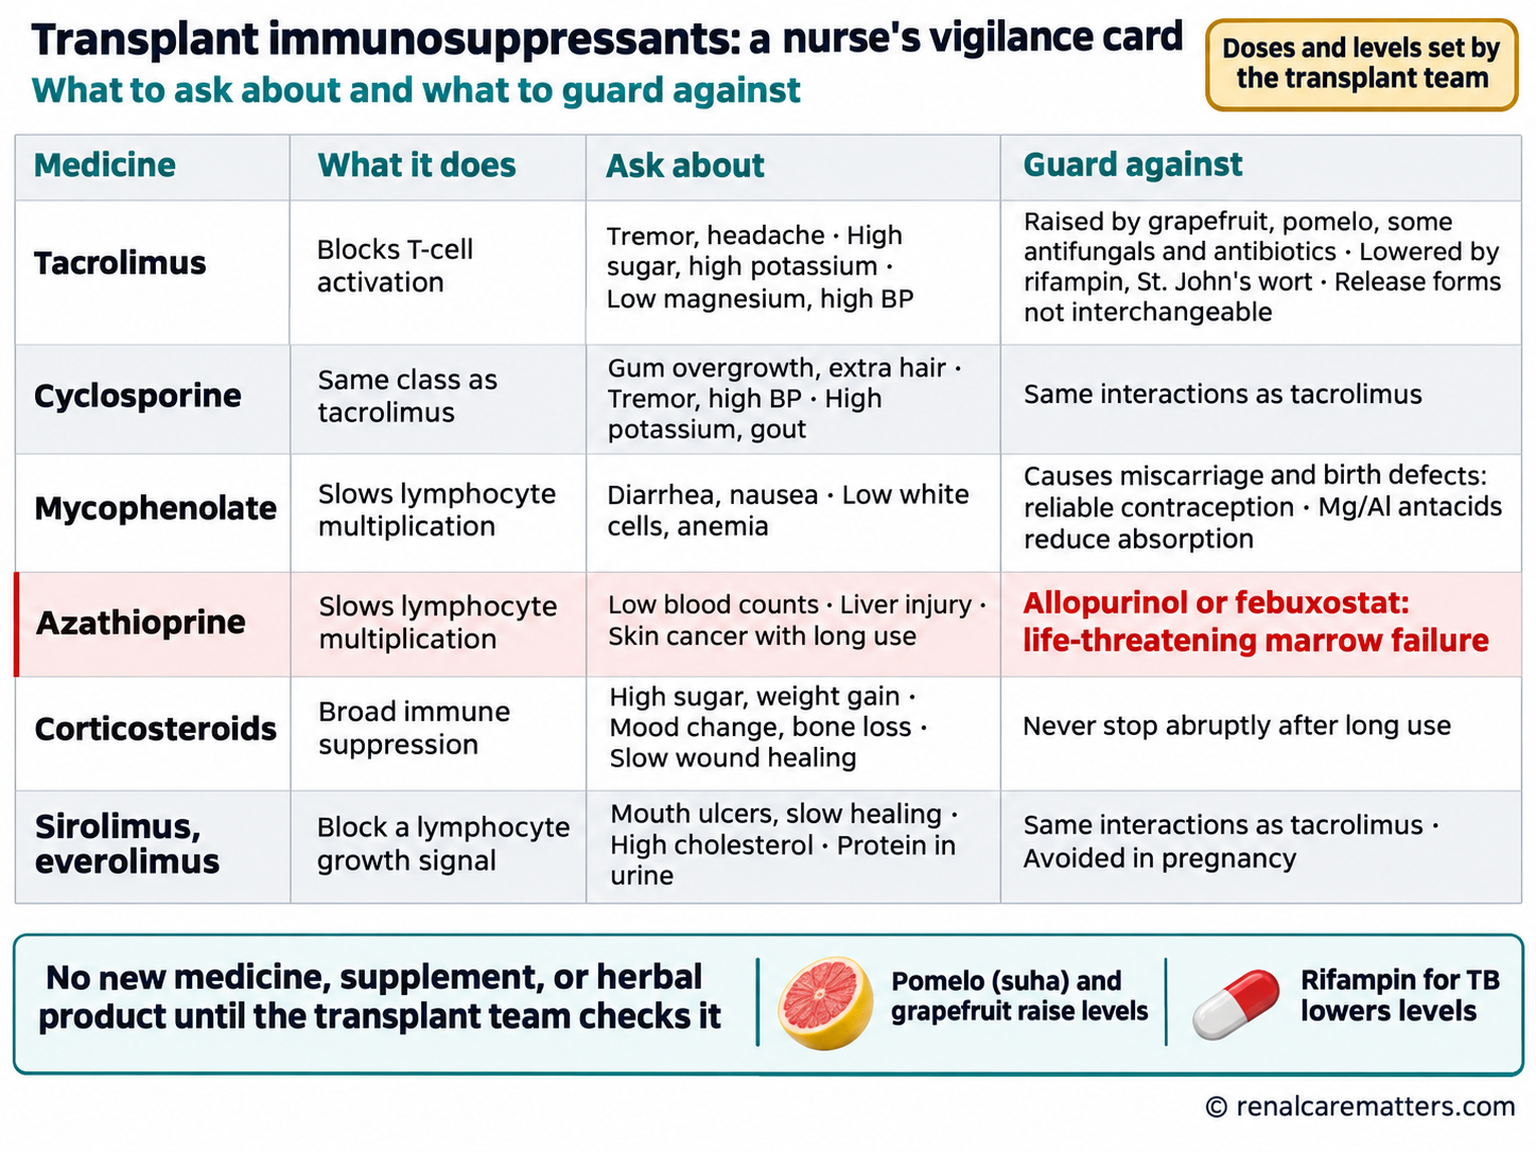 Transplant immunosuppressants: a nurse's vigilance card
What to ask about and what to guard against
Doses and levels set by
the transplant team
Medicine
What it does
Ask about
Guard against
Tacrolimus
Blocks T-cell
activation
Tremor, headache · High
sugar, high potassium ·
Low magnesium, high BP
Raised by grapefruit, pomelo, some
antifungals and antibiotics · Lowered by
rifampin, St. John's wort · Release forms
not interchangeable
Cyclosporine
Same class as
tacrolimus
Gum overgrowth, extra hair ·
Tremor, high BP · High
potassium, gout
Same interactions as tacrolimus
Mycophenolate
Slows lymphocyte
multiplication
Diarrhea, nausea · Low white
cells, anemia
Causes miscarriage and birth defects:
reliable contraception · Mg/Al antacids
reduce absorption
Azathioprine
Slows lymphocyte
multiplication
Low blood counts · Liver injury ·
Skin cancer with long use
Allopurinol or febuxostat:
life-threatening marrow failure
Corticosteroids
Broad immune
suppression
High sugar, weight gain ·
Mood change, bone loss ·
Slow wound healing
Never stop abruptly after long use
Sirolimus,
everolimus
Block a lymphocyte
growth signal
Mouth ulcers, slow healing ·
High cholesterol · Protein in
urine
Same interactions as tacrolimus ·
Avoided in pregnancy
No new medicine, supplement, or herbal
product until the transplant team checks it
Pomelo (suha) and
grapefruit raise levels
Rifampin for TB
lowers levels
© renalcarematters.com